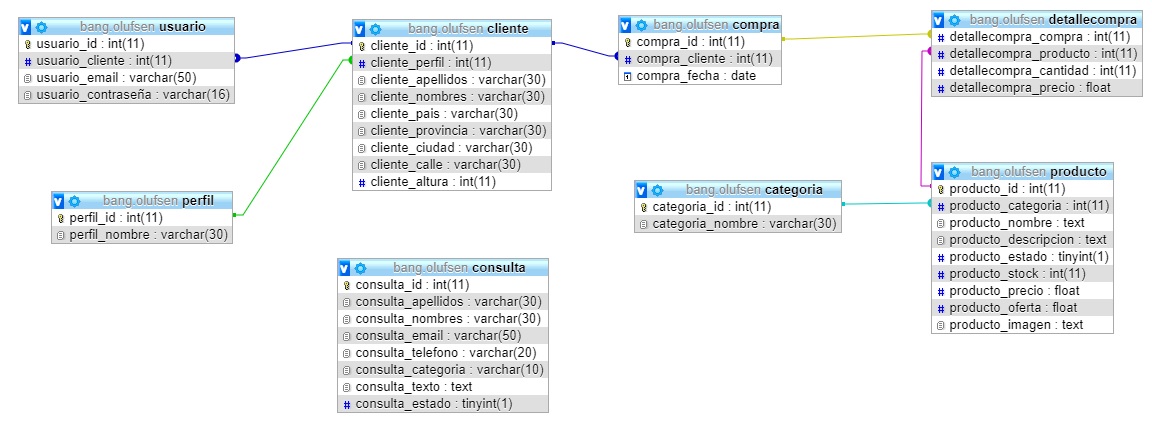 bang.olufsen usuario
usuario_id : int(11)
usuario_cliente : int(11)
usuario_email : varchar(50)
usuario_contraseña : varchar(16)
bang.olufsen cliente
cliente_id : int(11)
cliente_perfil : int(11)
cliente_apellidos : varchar(30)
cliente_nombres : varchar(30)
cliente_pais : varchar(30)
cliente_provincia : varchar(30)
cliente_ciudad : varchar(30)
cliente_calle : varchar(30)
cliente_altura : int(11)
bang.olufsen compra
compra_id : int(11)
compra_cliente : int(11)
compra_fecha : date
bang.olufsen detallecompra
detallecompra_compra : int(11)
detallecompra_producto : int(11)
detallecompra_cantidad : int(11)
detallecompra_precio : float
bang.olufsen perfil
perfil_id : int(11)
perfil_nombre : varchar(30)
bang.olufsen categoria
categoria_id : int(11)
categoria_nombre : varchar(30)
bang.olufsen producto
producto_id : int(11)
producto_categoria : int(11)
producto_nombre : text
producto_descripcion : text
producto_estado : tinyint(1)
producto_stock : int(11)
producto_precio : float
producto_oferta : float
producto_imagen : text
bang.olufsen consulta
consulta_id : int(11)
consulta_apellidos : varchar(30)
consulta_nombres : varchar(30)
consulta_email : varchar(50)
consulta_telefono : varchar(20)
consulta_categoria : varchar(10)
consulta_texto : text
consulta_estado : tinyint(1)